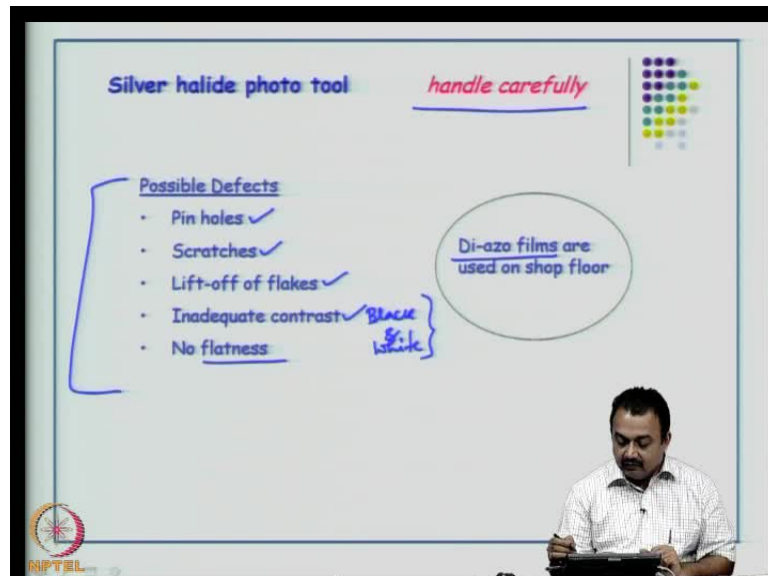 Silver halide photo tool handle carefully
Possible Defects
• Pin holes
• Scratches
• Lift-off of flakes
• Inadequate contrast Black
& White
• No flatness
Di-azo films are
used on shop floor
NPTEL